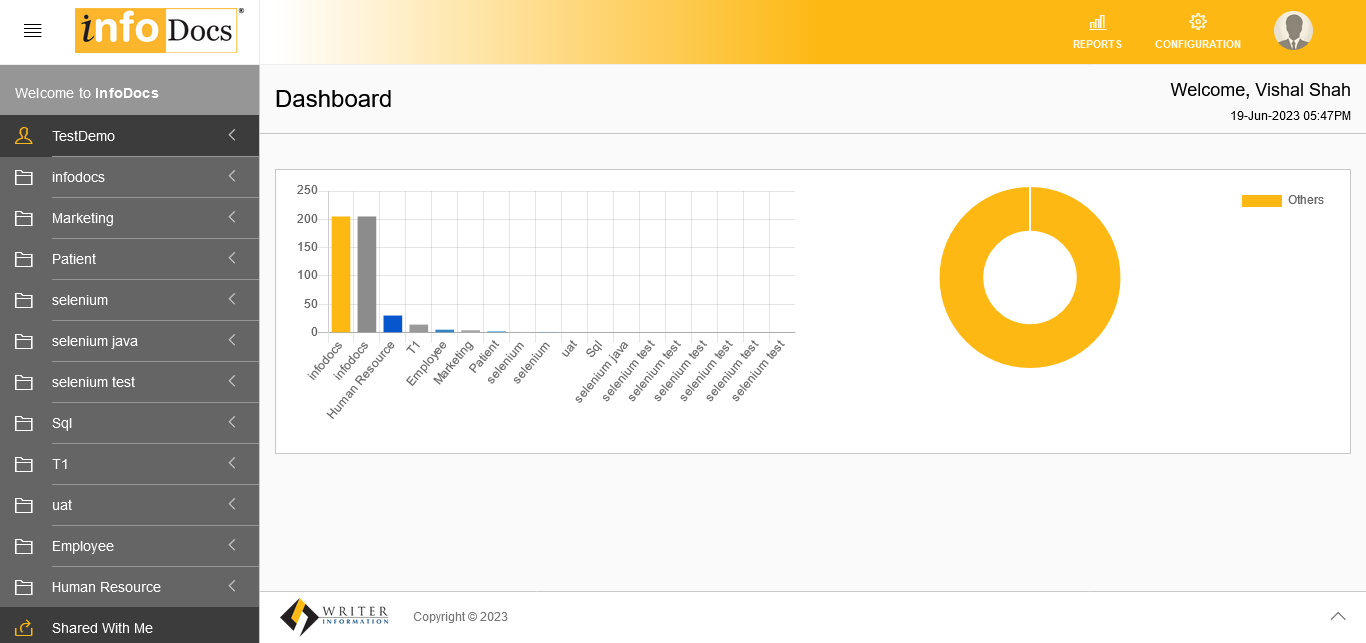 info Docs
REPORTS
CONFIGURATION
Welcome to InfoDocs
TestDemo
infodocs
Marketing
Patient
selenium
selenium java
selenium test
Sql
T1
uat
Employee
Human Resource
Shared With Me
Dashboard
Welcome, Vishal Shah
19-Jun-2023 05:47PM
250
200
150
100
50
0
infodocs
infodocs
Human Resource
T1
Employee
Marketing
Patient
selenium
selenium
uat
Sql
selenium java
selenium test
selenium test
selenium test
selenium test
selenium test
selenium test
Others
WRITER
INFORMATION
Copyright © 2023